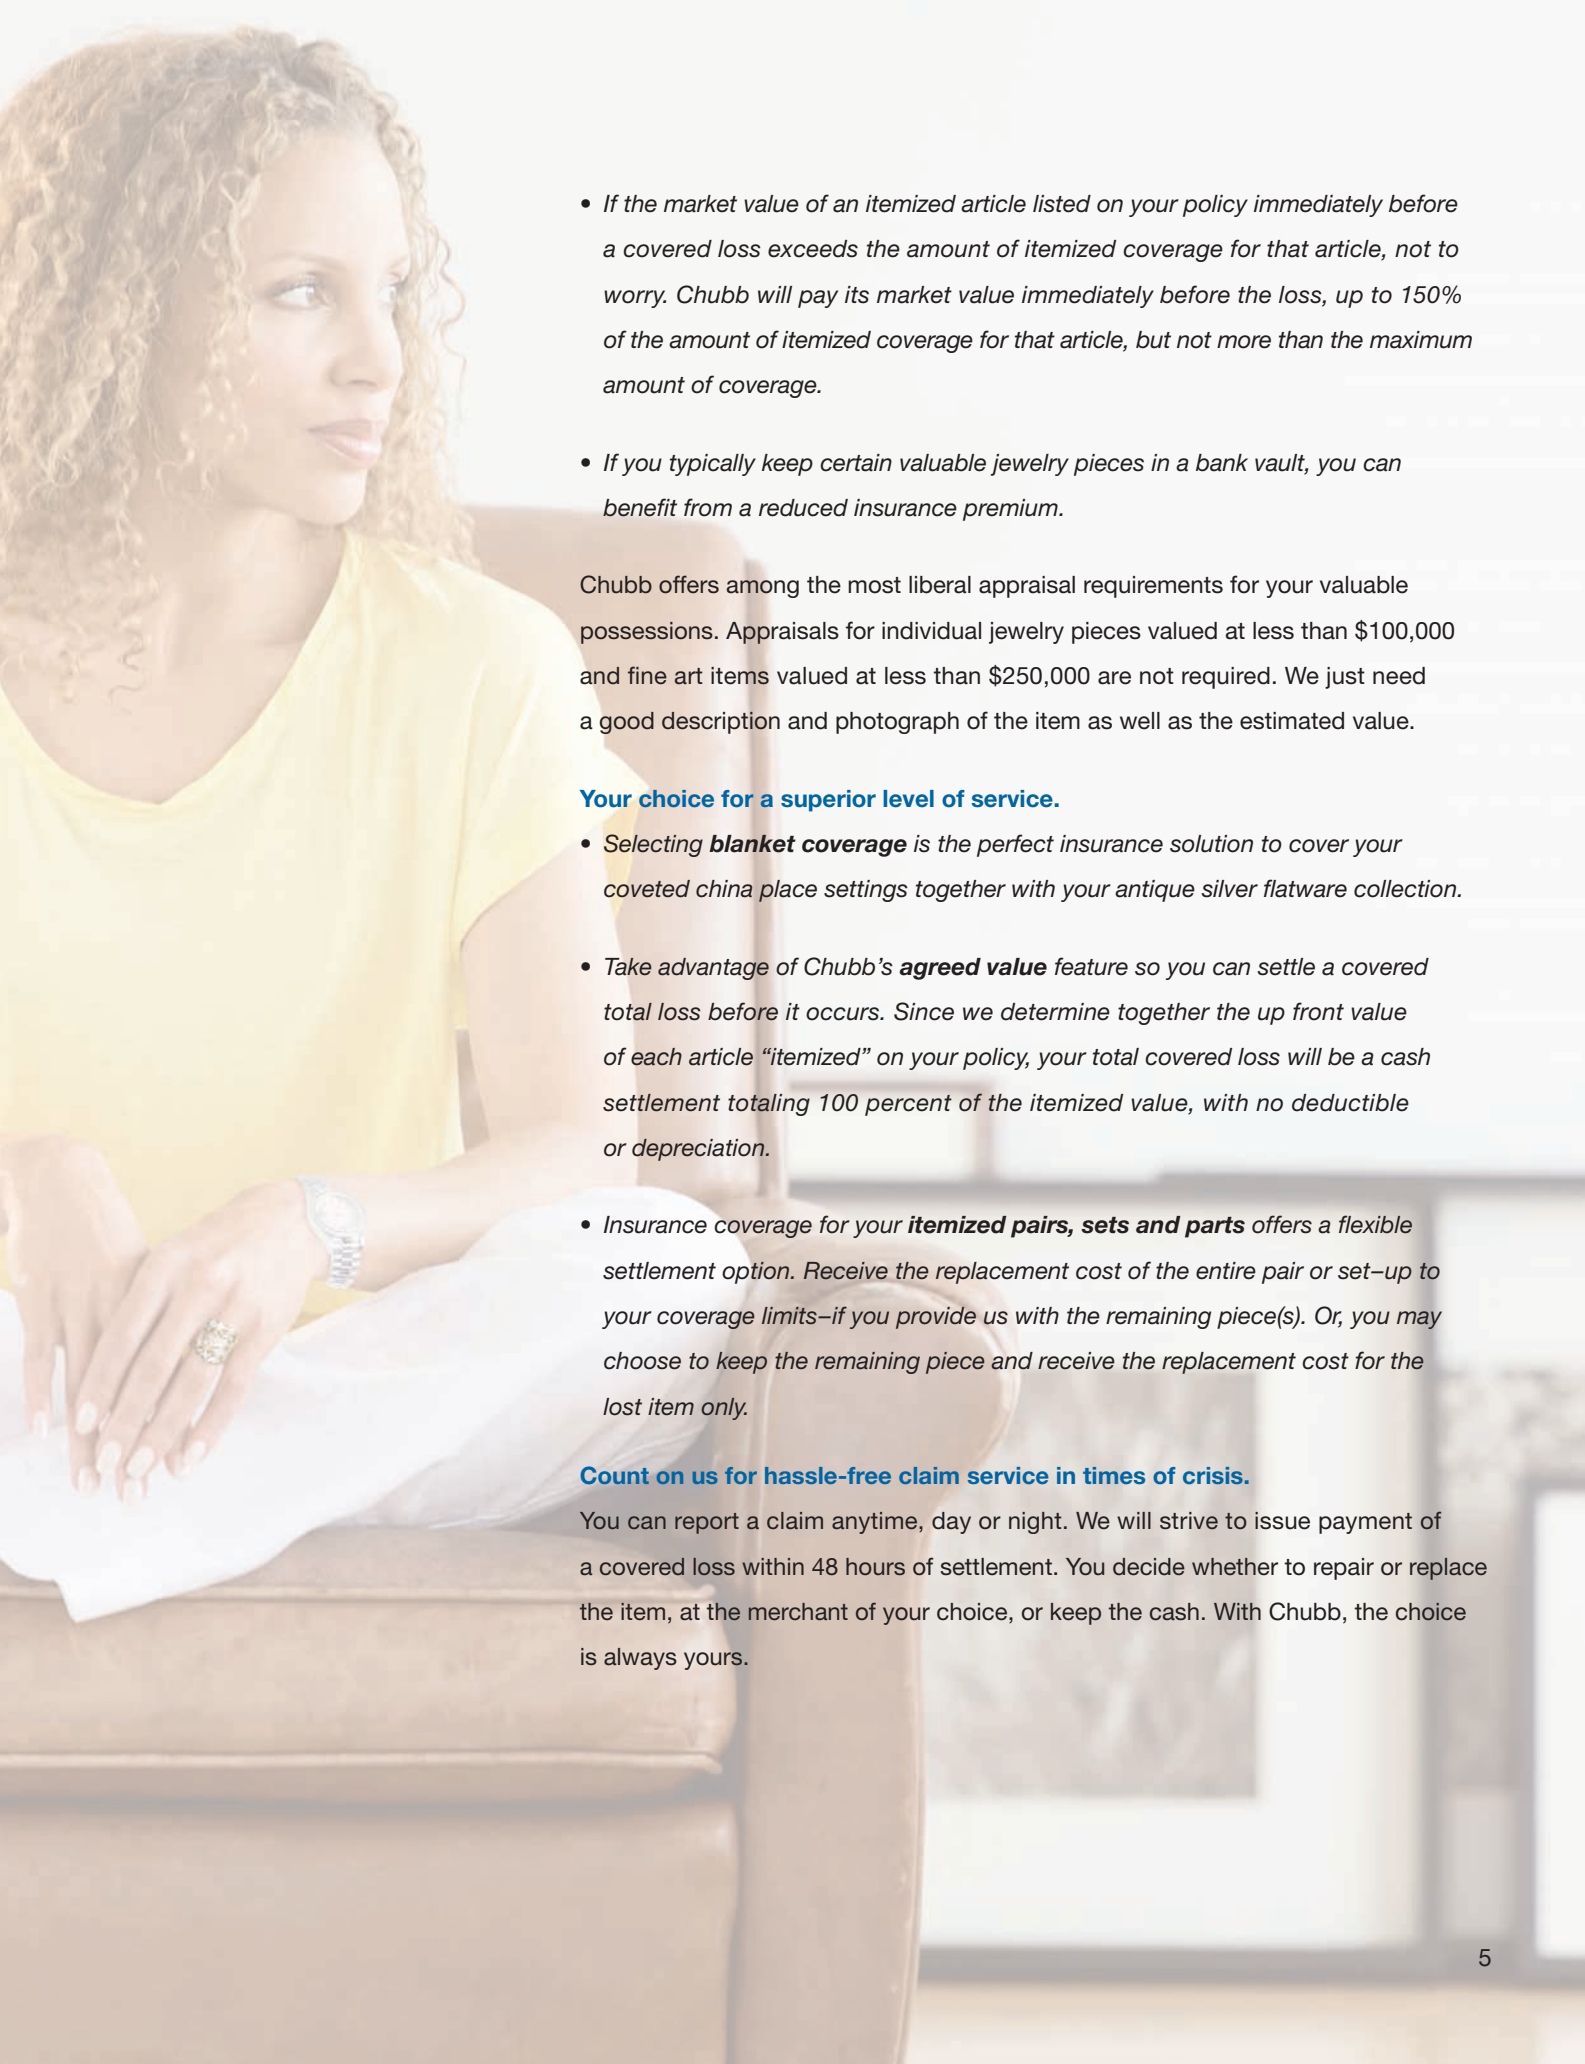 • If the market value of an itemized article listed on your policy immediately before
a covered loss exceeds the amount of itemized coverage for that article, not to
worry. Chubb will pay its market value immediately before the loss, up to 150%
of the amount of itemized coverage for that article, but not more than the maximum
amount of coverage.
• If you typically keep certain valuable jewelry pieces in a bank vault, you can
benefit from a reduced insurance premium.
Chubb offers among the most liberal appraisal requirements for your valuable
possessions. Appraisals for individual jewelry pieces valued at less than $100,000
and fine art items valued at less than $250,000 are not required. We just need
a good description and photograph of the item as well as the estimated value.
Your choice for a superior level of service.
• Selecting blanket coverage is the perfect insurance solution to cover your
coveted china place settings together with your antique silver flatware collection.
• Take advantage of Chubb’s agreed value feature so you can settle a covered
total loss before it occurs. Since we determine together the up front value
of each article “itemized” on your policy, your total covered loss will be a cash
settlement totaling 100 percent of the itemized value, with no deductible
or depreciation.
• Insurance coverage for your itemized pairs, sets and parts offers a flexible
settlement option. Receive the replacement cost of the entire pair or set–up to
your coverage limits–if you provide us with the remaining piece(s). Or, you may
choose to keep the remaining piece and receive the replacement cost for the
lost item only.
Count on us for hassle-free claim service in times of crisis.
You can report a claim anytime, day or night. We will strive to issue payment of
a covered loss within 48 hours of settlement. You decide whether to repair or replace
the item, at the merchant of your choice, or keep the cash. With Chubb, the choice
is always yours.
5